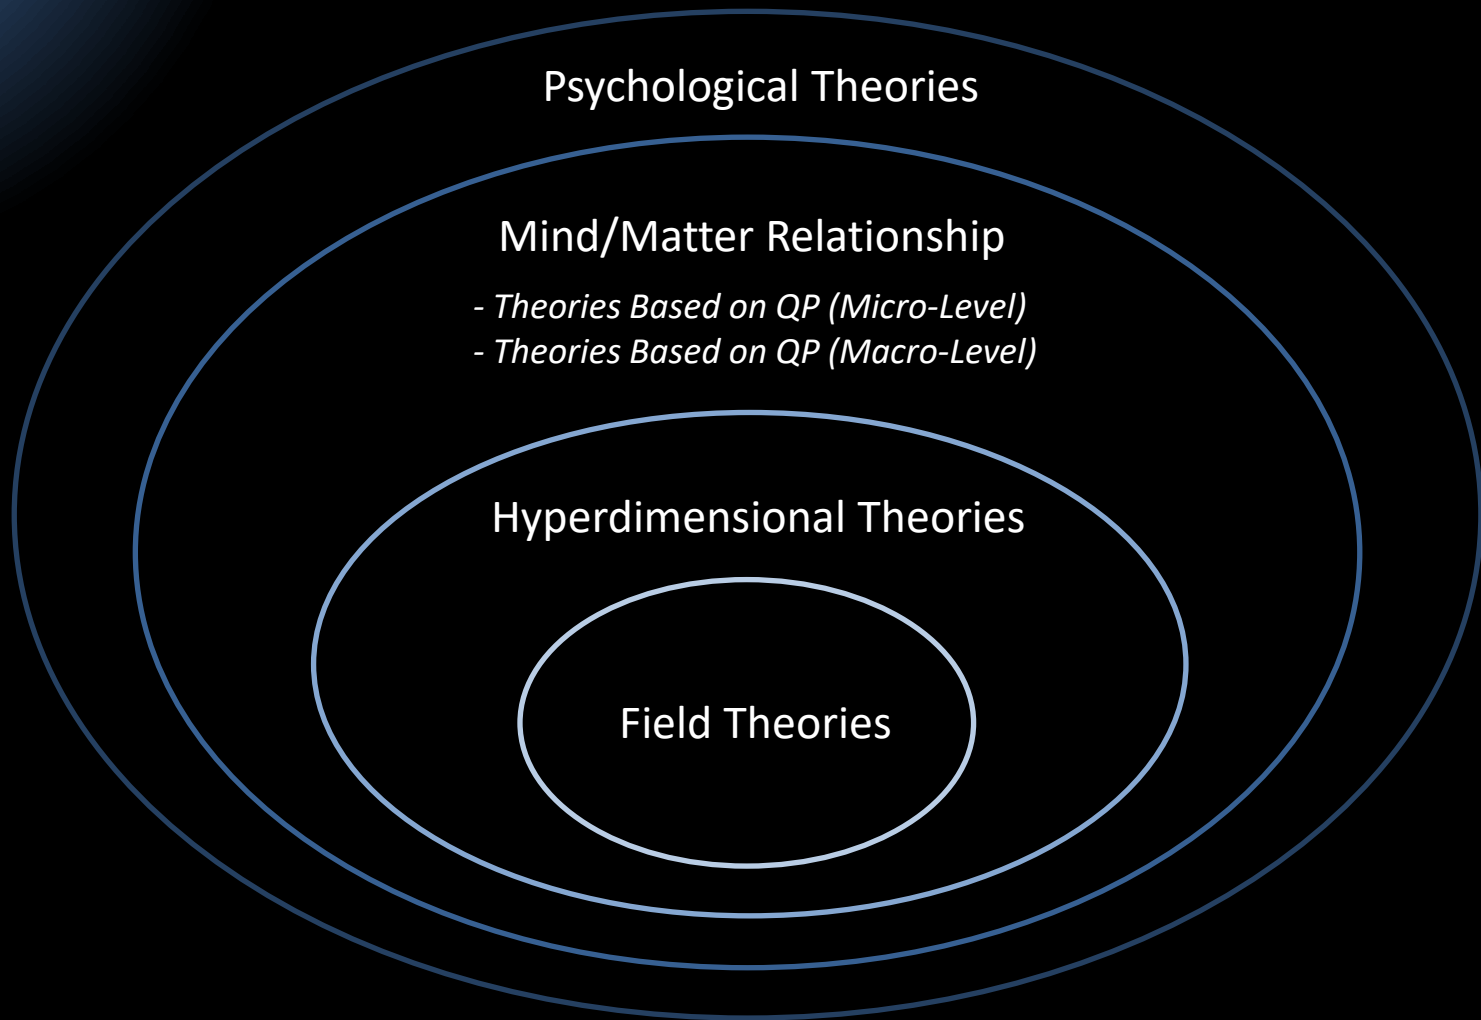 Psychological Theories
Mind/Matter Relationship
- Theories Based on QP (Micro-Level)
- Theories Based on QP (Macro-Level)
Hyperdimensional Theories
Field Theories